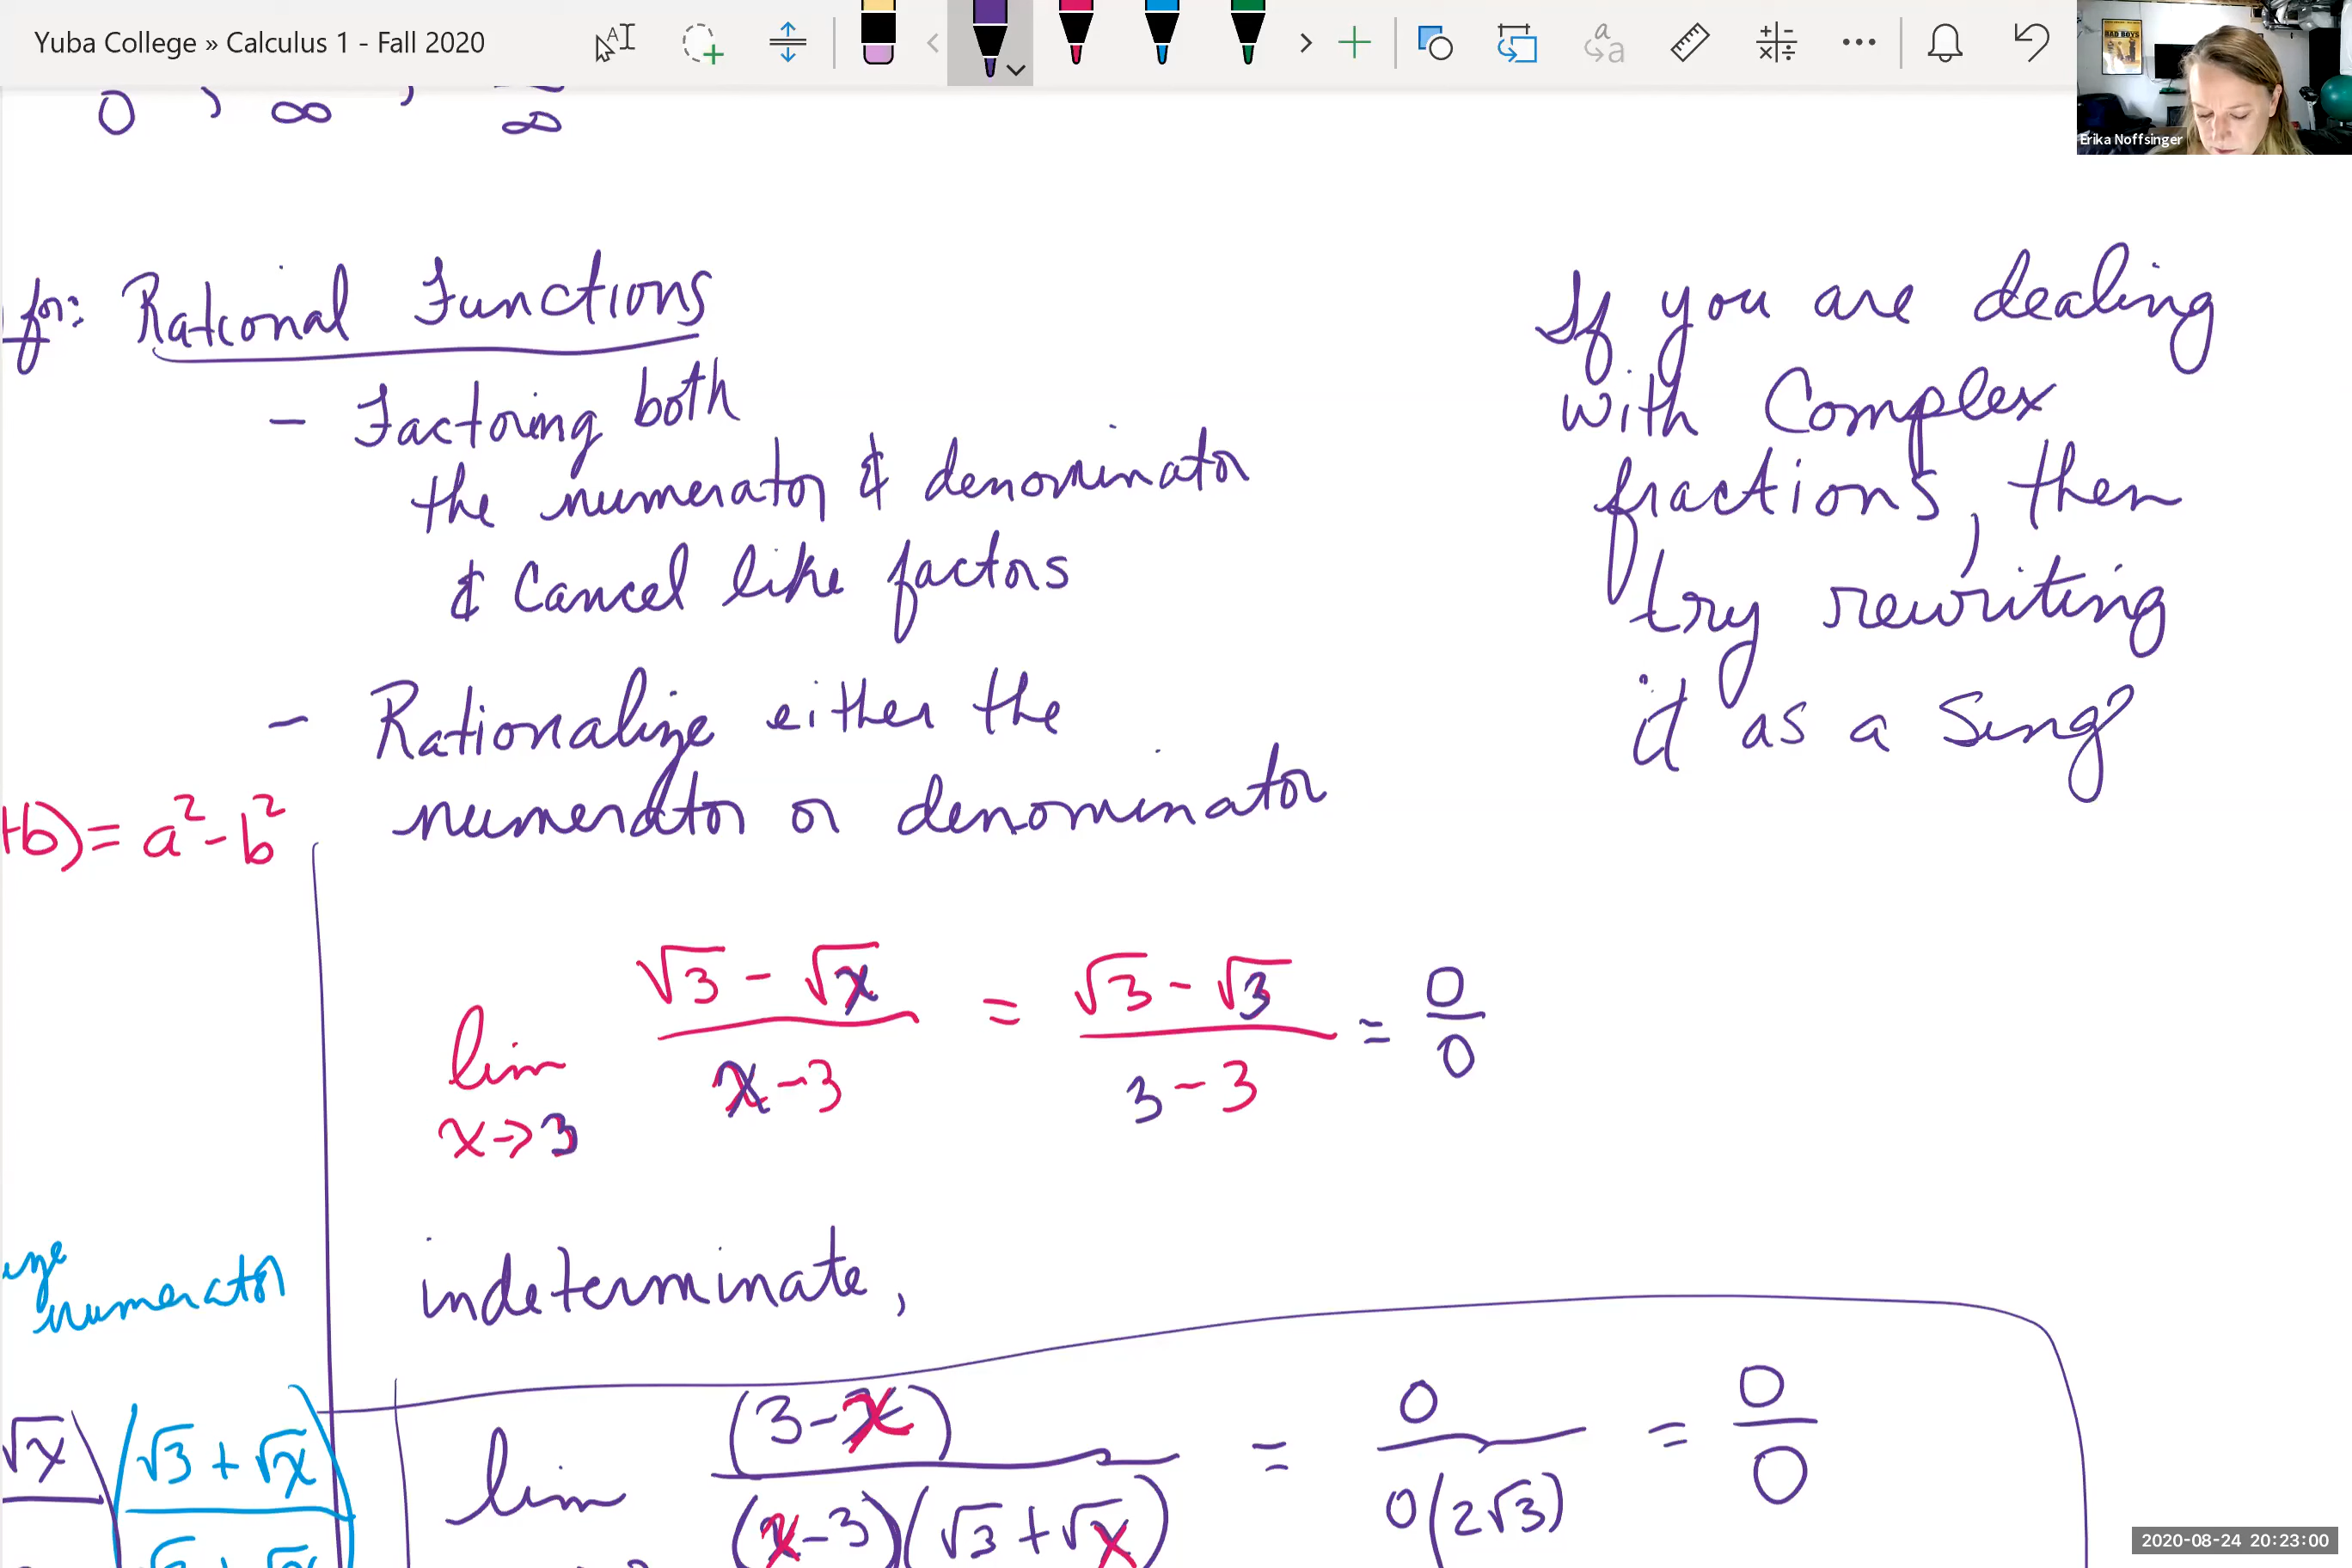 Yuba College » Calculus 1 - Fall 2020
BAD BOYS
Erika Noffsinger
0 , ∞ , ∞
for: Rational Functions
- Factoring both
the numerator & denominator
& Cancel like factors
- Rationalize either the
numerator or denominator
If you are dealing
with Complex
fractions, then
try rewriting
it as a Sing
+b) = a² - b²
lim x→3 (√3 - √x)/(x - 3) = (√3 - √3)/(3 - 3) = 0/0
indeterminate,
numerator
√x (√3 + √x
lim (3 - x)/((x - 3)(√3 + √x)) = 0/(0(2√3)) = 0/0
2020-08-24 20:23:00